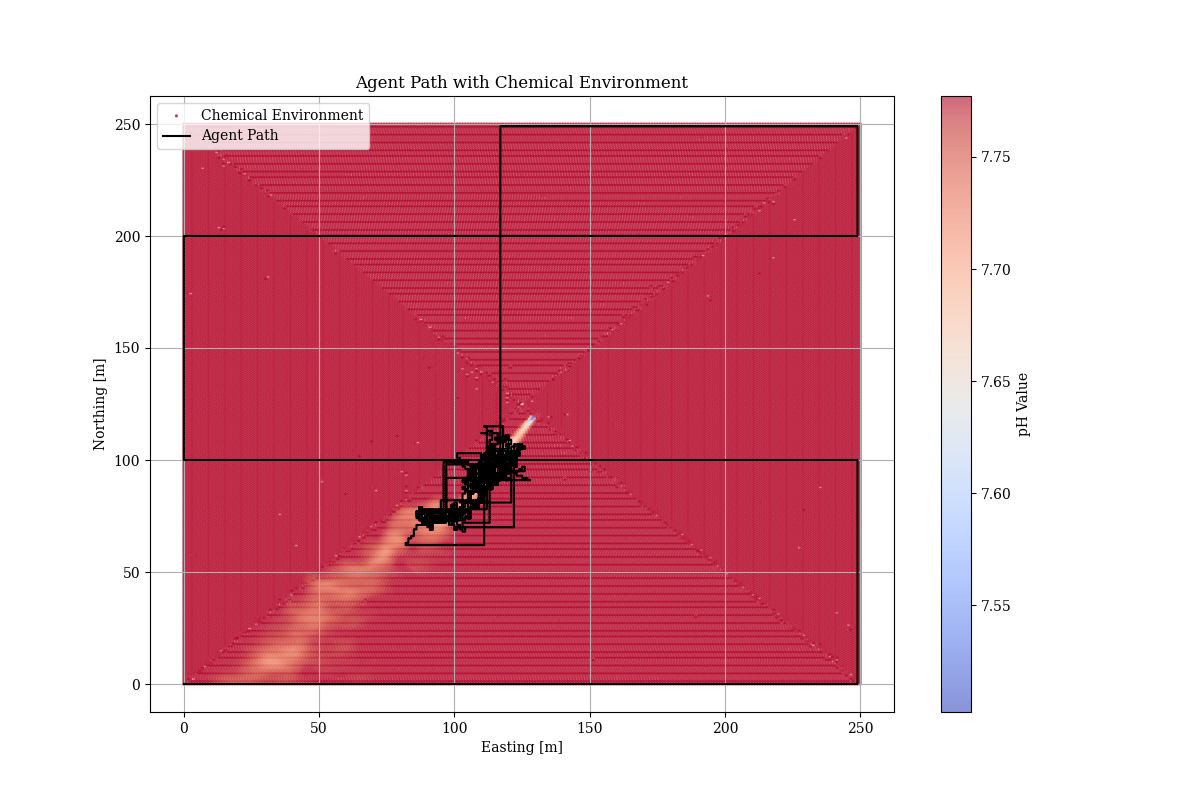 Agent Path with Chemical Environment
Chemical Environment
Agent Path
250
200
150
100
50
0
Northing [m]
0 50 100 150 200 250
Easting [m]
7.75
7.70
7.65
7.60
7.55
pH Value